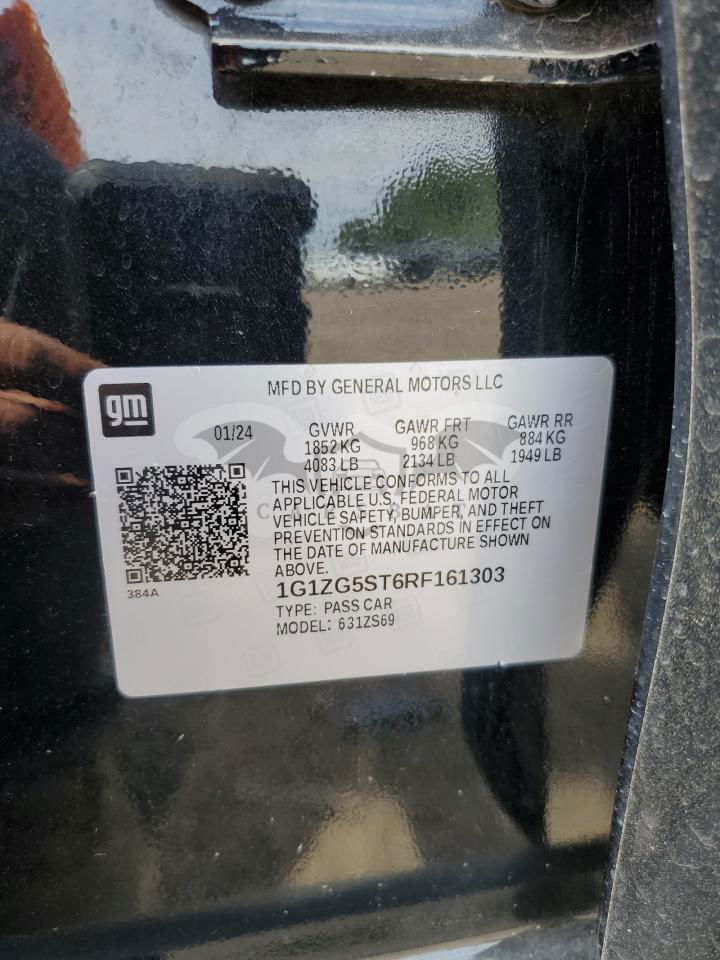 gm
MFD BY GENERAL MOTORS LLC
01/24
GVWR
1852 KG
4083 LB
GAWR FRT
968 KG
2134 LB
GAWR RR
884 KG
1949 LB
THIS VEHICLE CONFORMS TO ALL
APPLICABLE U.S. FEDERAL MOTOR
VEHICLE SAFETY, BUMPER, AND THEFT
PREVENTION STANDARDS IN EFFECT ON
THE DATE OF MANUFACTURE SHOWN
ABOVE.
384A
1G1ZG5ST6RF161303
TYPE: PASS CAR
MODEL: 631ZS69